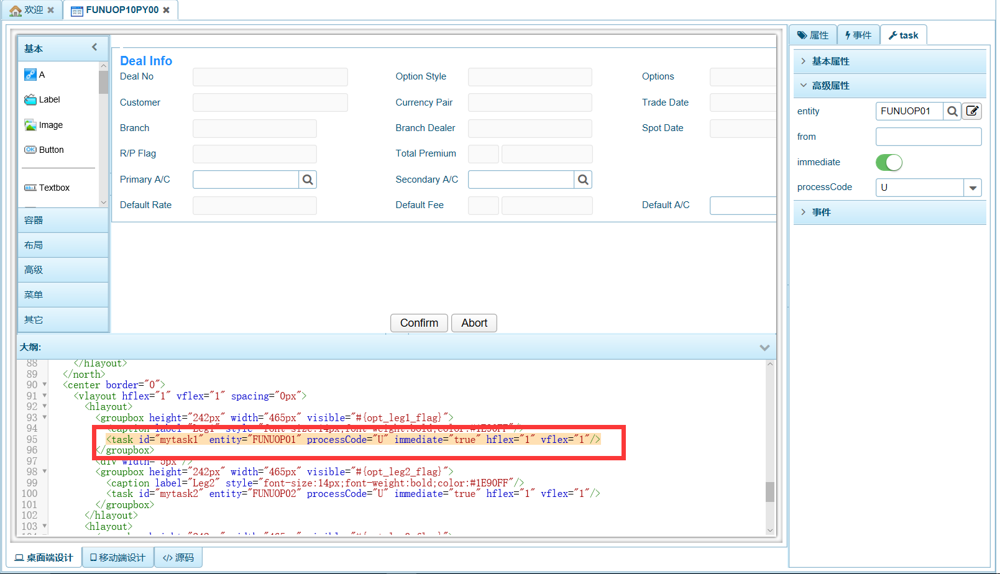 欢迎
FUNUOP10PY00
基本
A
Label
Image
Button
Textbox
容器
布局
高级
菜单
其它
Deal Info
Deal No Option Style Options
Customer Currency Pair Trade Date
Branch Branch Dealer Spot Date
R/P Flag Total Premium
Primary A/C Secondary A/C
Default Rate Default Fee Default A/C
Confirm Abort
大纲:
88 </hlayout>
89 </north>
90 <center border="0">
91 <vlayout hflex="1" vflex="1" spacing="0px">
92 <hlayout>
93 <groupbox height="242px" width="465px" visible="#{opt_leg1_flag}">
94 <caption label="Leg1" style="font-size:14px;font-weight:bold;color:#1E90FF"/>
95 <task id="mytask1" entity="FUNUOP01" processCode="U" immediate="true" hflex="1" vflex="1"/>
96 </groupbox>
97 <div width="5px"/>
98 <groupbox height="242px" width="465px" visible="#{opt_leg2_flag}">
99 <caption label="Leg2" style="font-size:14px;font-weight:bold;color:#1E90FF"/>
100 <task id="mytask2" entity="FUNUOP02" processCode="U" immediate="true" hflex="1" vflex="1"/>
101 </groupbox>
102 </hlayout>
103 <hlayout>
桌面端设计
移动端设计
</> 源码
属性
事件
task
基本属性
高级属性
entity FUNUOP01
from
immediate
processCode U
事件